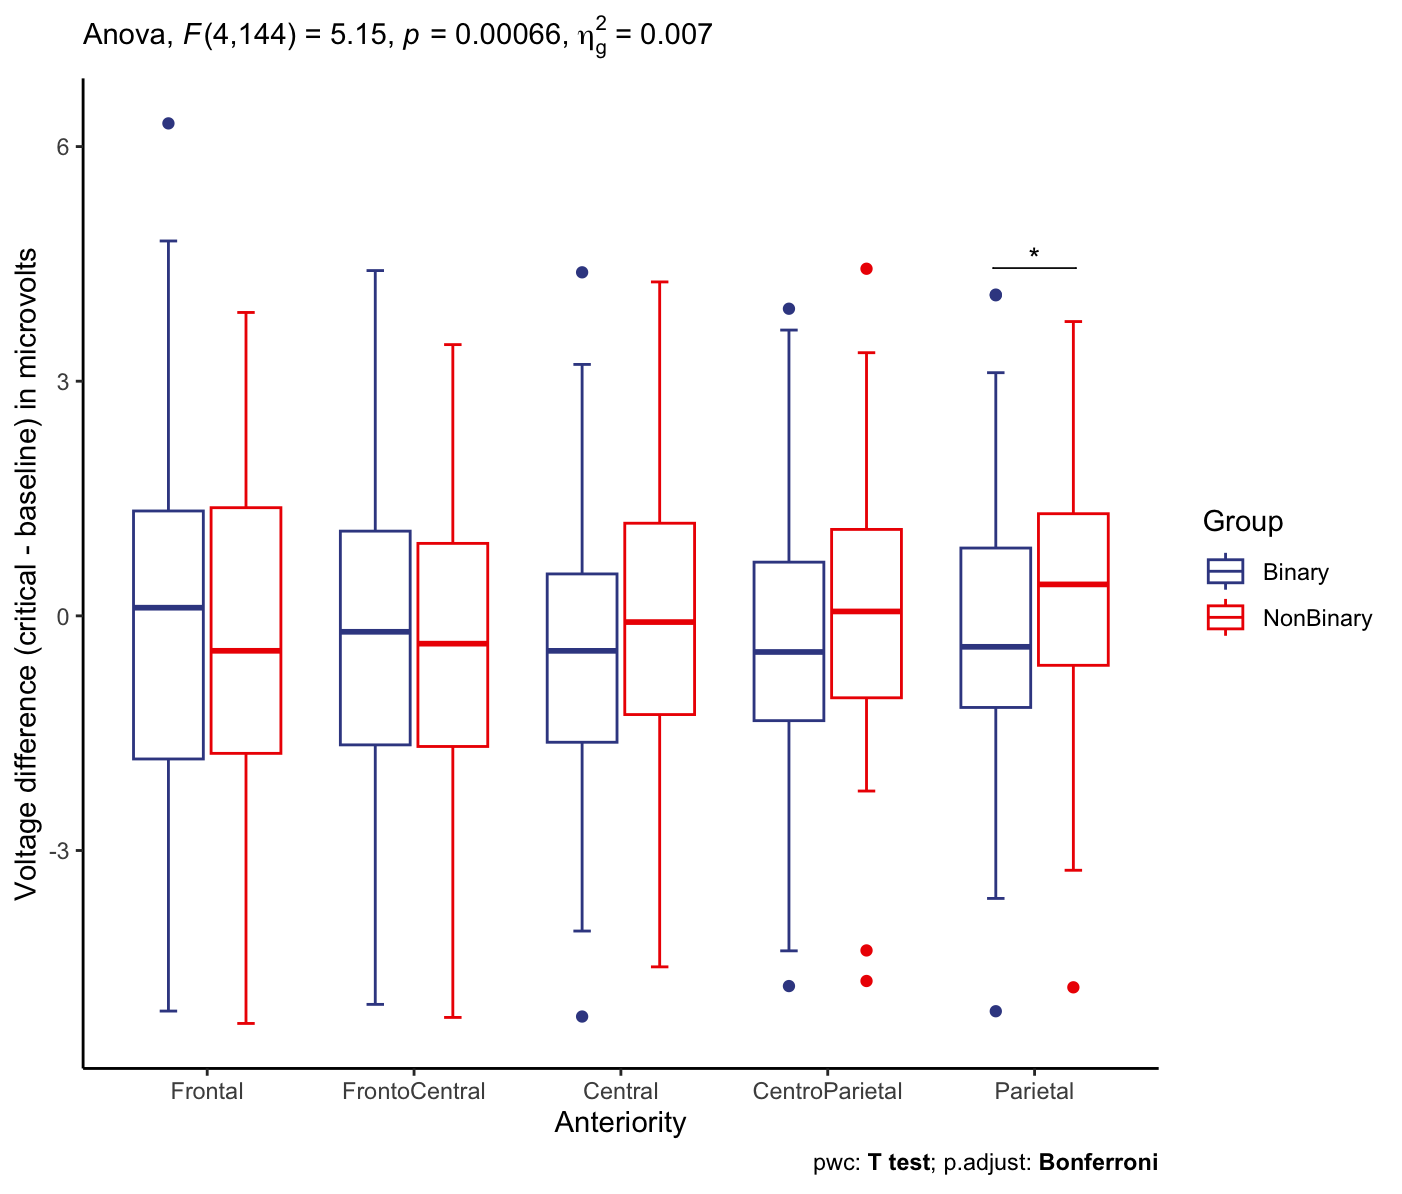 Anova, F(4,144) = 5.15, p = 0.00066, η²g = 0.007
6
3
0
-3
Voltage difference (critical - baseline) in microvolts
*
Group
Binary
NonBinary
Frontal FrontoCentral Central CentroParietal Parietal
Anteriority
pwc: T test; p.adjust: Bonferroni